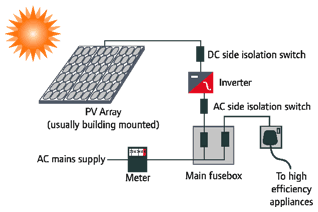 DC side isolation switch
Inverter
PV Array
(usually building mounted)
AC side isolation switch
AC mains supply
Meter
Main fusebox
To high
efficiency
appliances